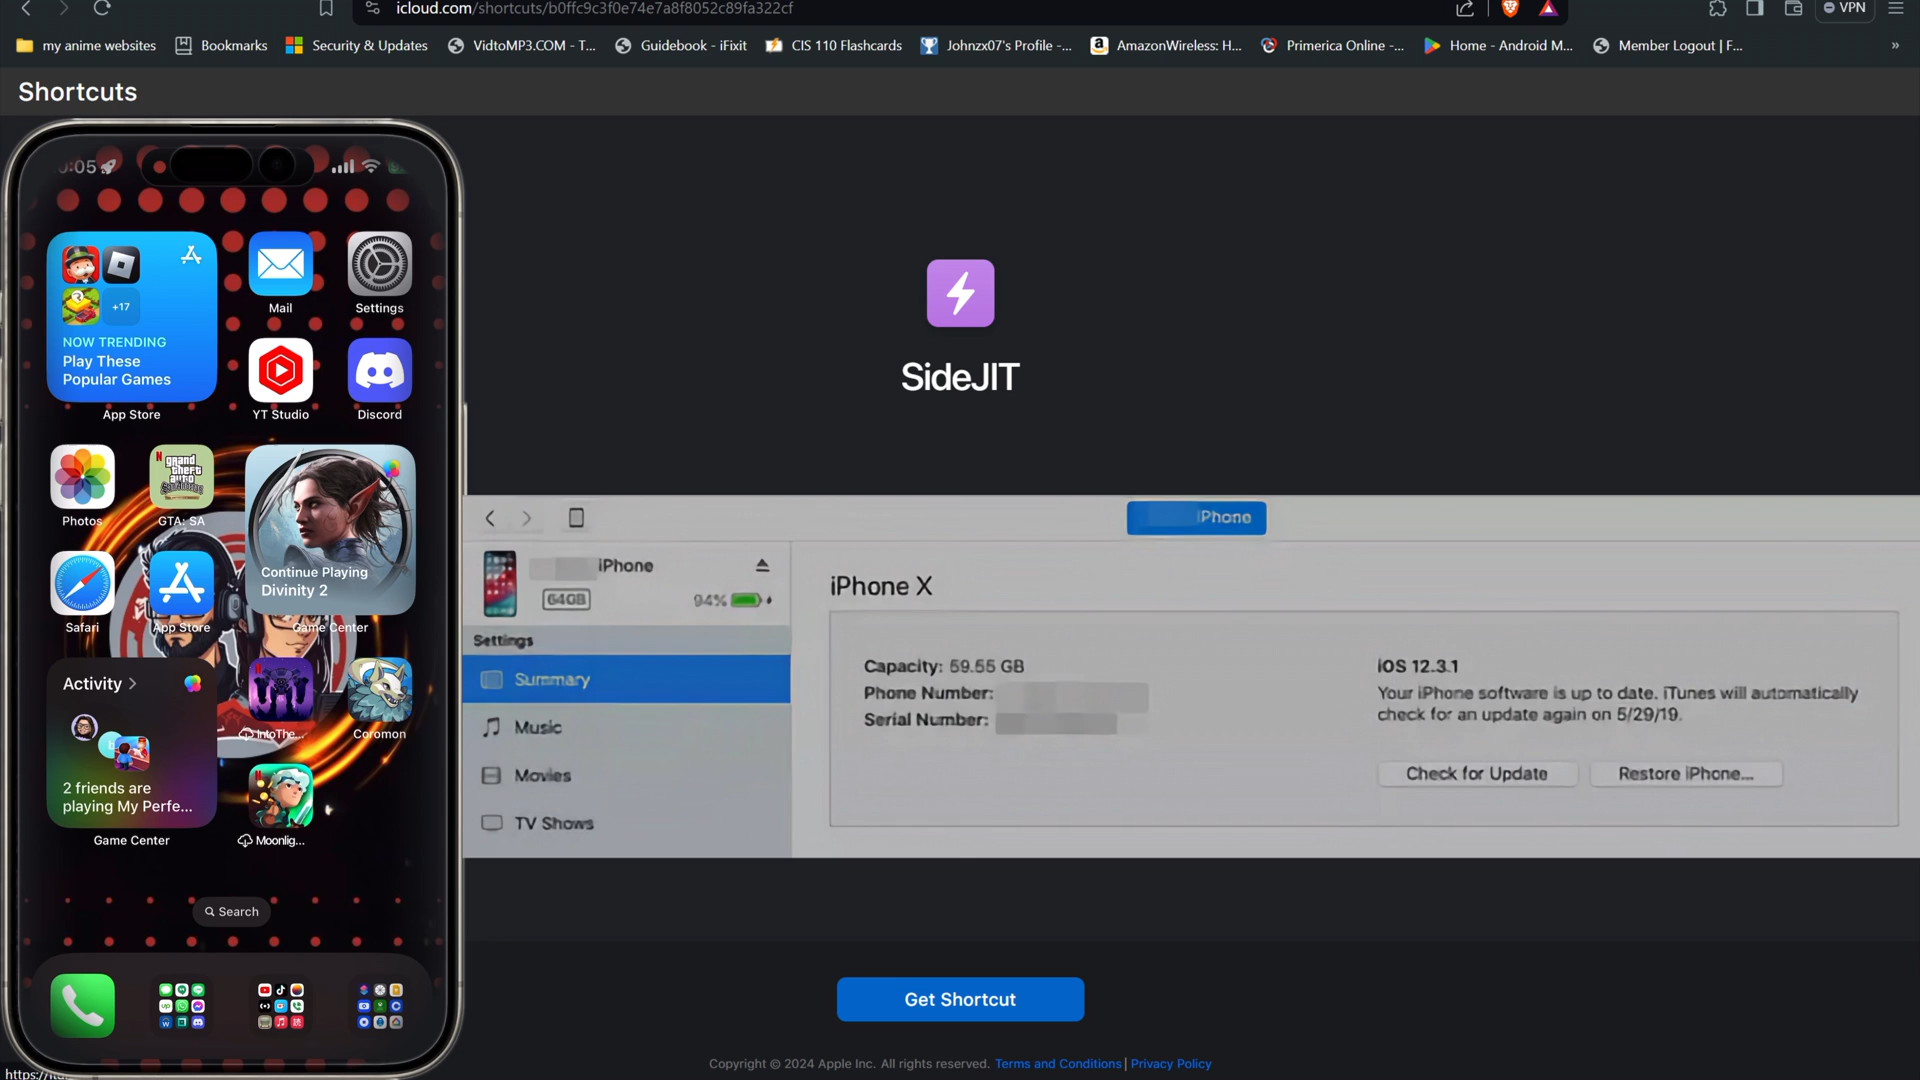 icloud.com/shortcuts/b0ffc9c3f0e74e7a8f8052c89fa322cf
VPN
my anime websites
Bookmarks
Security & Updates
VidtoMP3.COM - T...
Guidebook - iFixit
CIS 110 Flashcards
Johnzx07's Profile -...
AmazonWireless: H...
Primerica Online -...
Home - Android M...
Member Logout | F...
»
Shortcuts
:05
+17
NOW TRENDING
Play These
Popular Games
App Store
Mail
Settings
YT Studio
Discord
Photos
GTA: SA
grand
theft
auto
Continue Playing
Divinity 2
Safari
App Store
Game Center
Activity >
2 friends are
playing My Perfe...
Game Center
IntoThe...
Coromon
Moonlig...
Search
SideJIT
iPhone
iPhone
64GB
94%
Settings
Summary
Music
Movies
TV Shows
iPhone X
Capacity: 59.55 GB
Phone Number:
Serial Number:
iOS 12.3.1
Your iPhone software is up to date. iTunes will automatically
check for an update again on 5/29/19.
Check for Update
Restore iPhone...
Get Shortcut
Copyright © 2024 Apple Inc. All rights reserved. Terms and Conditions | Privacy Policy